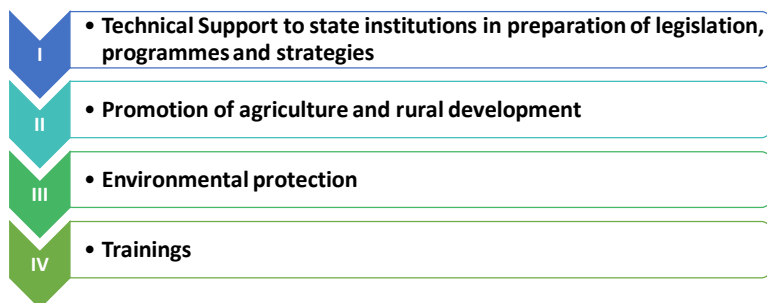 I
• Technical Support to state institutions in preparation of legislation,
programmes and strategies
II
• Promotion of agriculture and rural development
III
• Environmental protection
IV
• Trainings